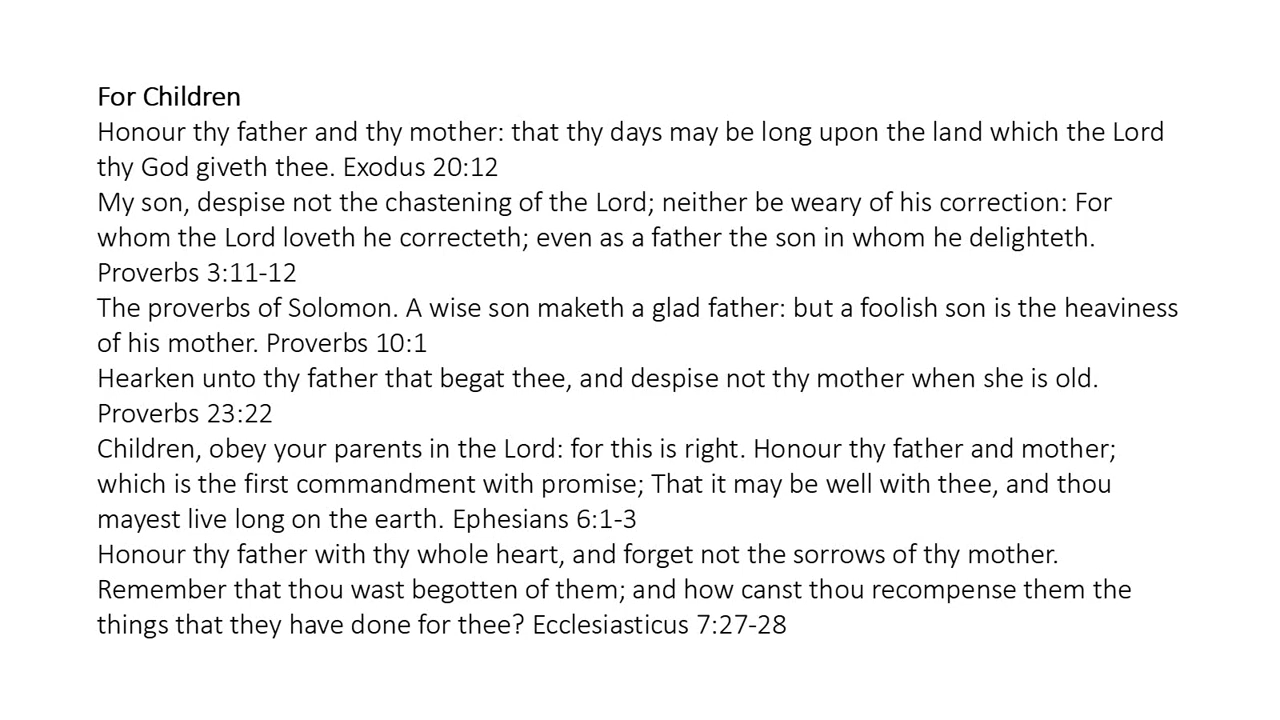 For Children
Honour thy father and thy mother: that thy days may be long upon the land which the Lord
thy God giveth thee. Exodus 20:12
My son, despise not the chastening of the Lord; neither be weary of his correction: For
whom the Lord loveth he correcteth; even as a father the son in whom he delighteth.
Proverbs 3:11-12
The proverbs of Solomon. A wise son maketh a glad father: but a foolish son is the heaviness
of his mother. Proverbs 10:1
Hearken unto thy father that begat thee, and despise not thy mother when she is old.
Proverbs 23:22
Children, obey your parents in the Lord: for this is right. Honour thy father and mother;
which is the first commandment with promise; That it may be well with thee, and thou
mayest live long on the earth. Ephesians 6:1-3
Honour thy father with thy whole heart, and forget not the sorrows of thy mother.
Remember that thou wast begotten of them; and how canst thou recompense them the
things that they have done for thee? Ecclesiasticus 7:27-28